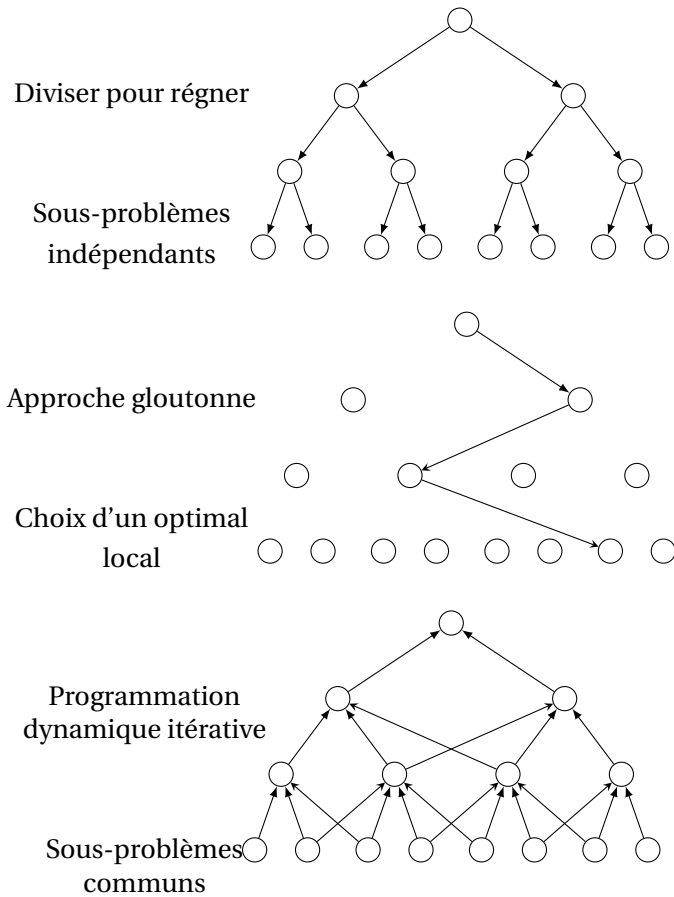 Diviser pour régner
Sous-problèmes
indépendants
Approche gloutonne
Choix d'un optimal
local
Programmation
dynamique itérative
Sous-problèmes
communs